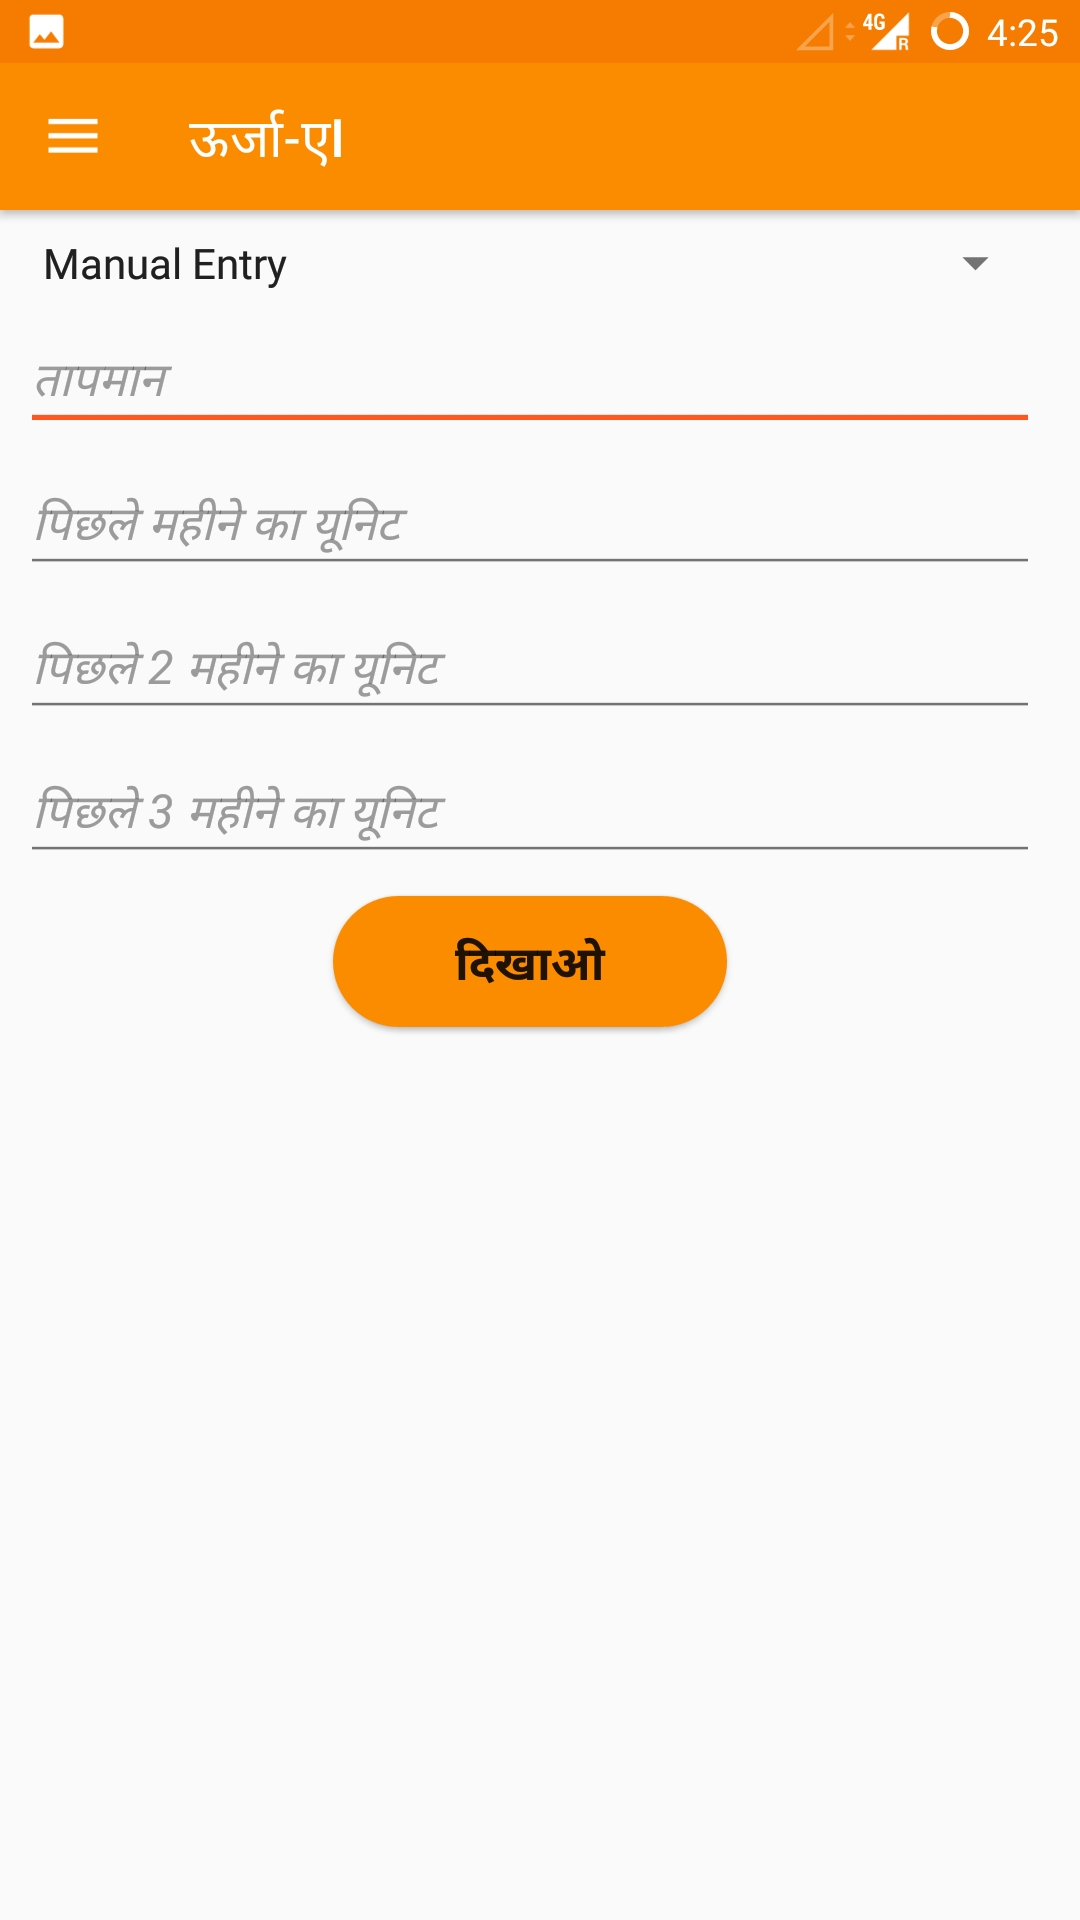 4G R 4:25
ऊर्जा-एI
Manual Entry
तापमान
पिछले महीने का यूनिट
पिछले 2 महीने का यूनिट
पिछले 3 महीने का यूनिट
दिखाओ